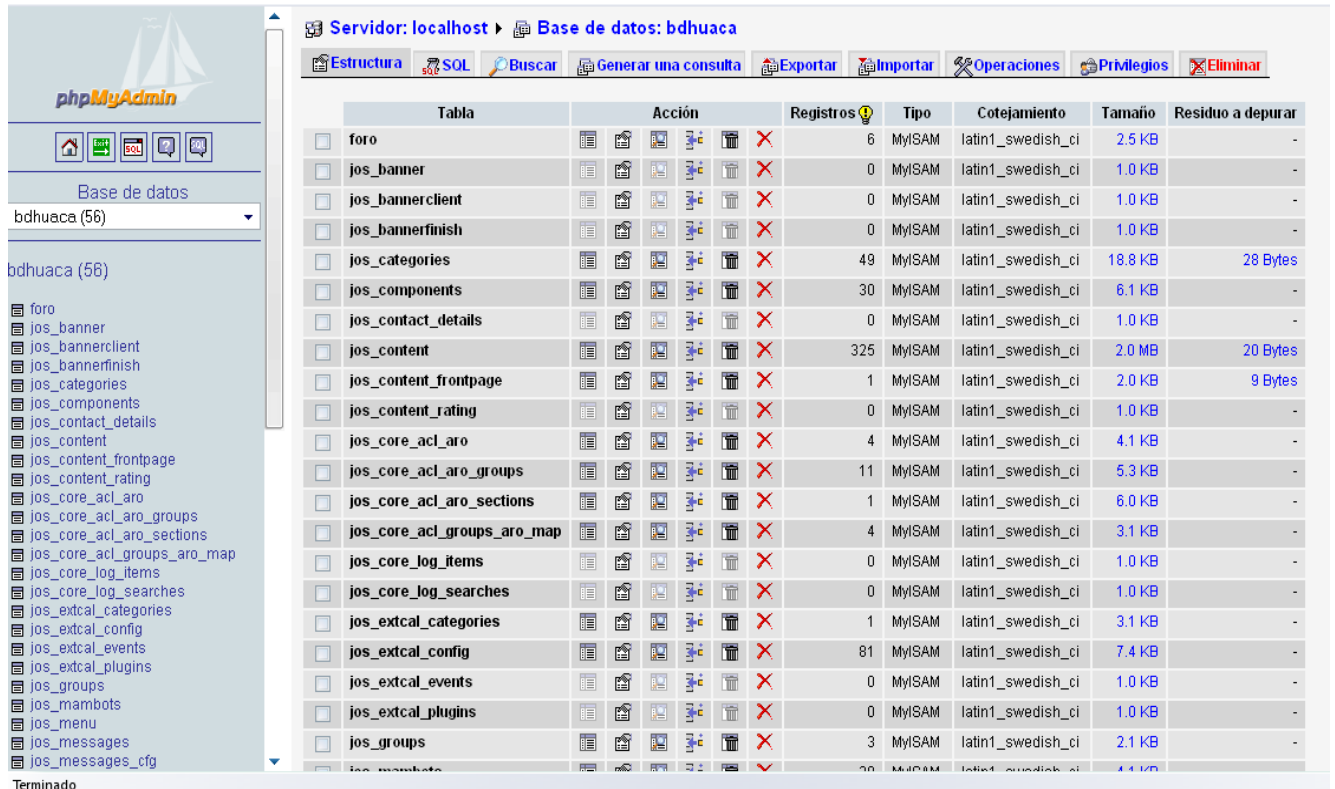 Servidor: localhost ▸ Base de datos: bdhuaca
Estructura SQL Buscar Generar una consulta Exportar Importar Operaciones Privilegios Eliminar
phpMyAdmin
Exit SQL ? SQL
Base de datos
bdhuaca (56)
bdhuaca (56)
foro
jos_banner
jos_bannerclient
jos_bannerfinish
jos_categories
jos_components
jos_contact_details
jos_content
jos_content_frontpage
jos_content_rating
jos_core_acl_aro
jos_core_acl_aro_groups
jos_core_acl_aro_sections
jos_core_acl_groups_aro_map
jos_core_log_items
jos_core_log_searches
jos_extcal_categories
jos_extcal_config
jos_extcal_events
jos_extcal_plugins
jos_groups
jos_mambots
jos_menu
jos_messages
jos_messages_cfg
Tabla Acción Registros Tipo Cotejamiento Tamaño Residuo a depurar
foro 6 MyISAM latin1_swedish_ci 2.5 KB -
jos_banner 0 MyISAM latin1_swedish_ci 1.0 KB -
jos_bannerclient 0 MyISAM latin1_swedish_ci 1.0 KB -
jos_bannerfinish 0 MyISAM latin1_swedish_ci 1.0 KB -
jos_categories 49 MyISAM latin1_swedish_ci 18.8 KB 28 Bytes
jos_components 30 MyISAM latin1_swedish_ci 6.1 KB -
jos_contact_details 0 MyISAM latin1_swedish_ci 1.0 KB -
jos_content 325 MyISAM latin1_swedish_ci 2.0 MB 20 Bytes
jos_content_frontpage 1 MyISAM latin1_swedish_ci 2.0 KB 9 Bytes
jos_content_rating 0 MyISAM latin1_swedish_ci 1.0 KB -
jos_core_acl_aro 4 MyISAM latin1_swedish_ci 4.1 KB -
jos_core_acl_aro_groups 11 MyISAM latin1_swedish_ci 5.3 KB -
jos_core_acl_aro_sections 1 MyISAM latin1_swedish_ci 6.0 KB -
jos_core_acl_groups_aro_map 4 MyISAM latin1_swedish_ci 3.1 KB -
jos_core_log_items 0 MyISAM latin1_swedish_ci 1.0 KB -
jos_core_log_searches 0 MyISAM latin1_swedish_ci 1.0 KB -
jos_extcal_categories 1 MyISAM latin1_swedish_ci 3.1 KB -
jos_extcal_config 81 MyISAM latin1_swedish_ci 7.4 KB -
jos_extcal_events 0 MyISAM latin1_swedish_ci 1.0 KB -
jos_extcal_plugins 0 MyISAM latin1_swedish_ci 1.0 KB -
jos_groups 3 MyISAM latin1_swedish_ci 2.1 KB -
Terminado